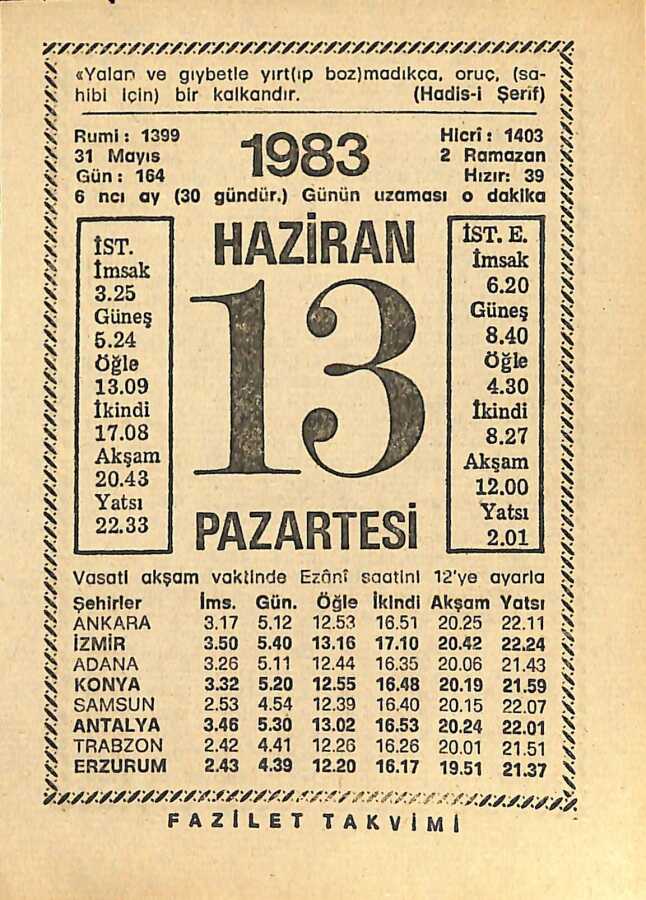 «Yalan ve gıybetle yırt(ıp boz)madıkça, oruç, (sa-
hibi için) bir kalkandır. (Hadis-i Şerif)
Rumi: 1399
31 Mayıs
Gün: 164
1983
Hicrî: 1403
2 Ramazan
Hızır: 39
6 ncı ay (30 gündür.) Günün uzaması o dakika
İST.
İmsak
3.25
Güneş
5.24
Öğle
13.09
İkindi
17.08
Akşam
20.43
Yatsı
22.33
HAZİRAN
13
PAZARTESİ
İST. E.
İmsak
6.20
Güneş
8.40
Öğle
4.30
İkindi
8.27
Akşam
12.00
Yatsı
2.01
Vasati akşam vaktinde Ezânî saatini 12'ye ayarla
Şehirler İms. Gün. Öğle İkindi Akşam Yatsı
ANKARA 3.17 5.12 12.53 16.51 20.25 22.11
İZMİR 3.50 5.40 13.16 17.10 20.42 22.24
ADANA 3.26 5.11 12.44 16.35 20.06 21.43
KONYA 3.32 5.20 12.55 16.48 20.19 21.59
SAMSUN 2.53 4.54 12.39 16.40 20.15 22.07
ANTALYA 3.46 5.30 13.02 16.53 20.24 22.01
TRABZON 2.42 4.41 12.26 16.26 20.01 21.51
ERZURUM 2.43 4.39 12.20 16.17 19.51 21.37
FAZİLET TAKVİMİ